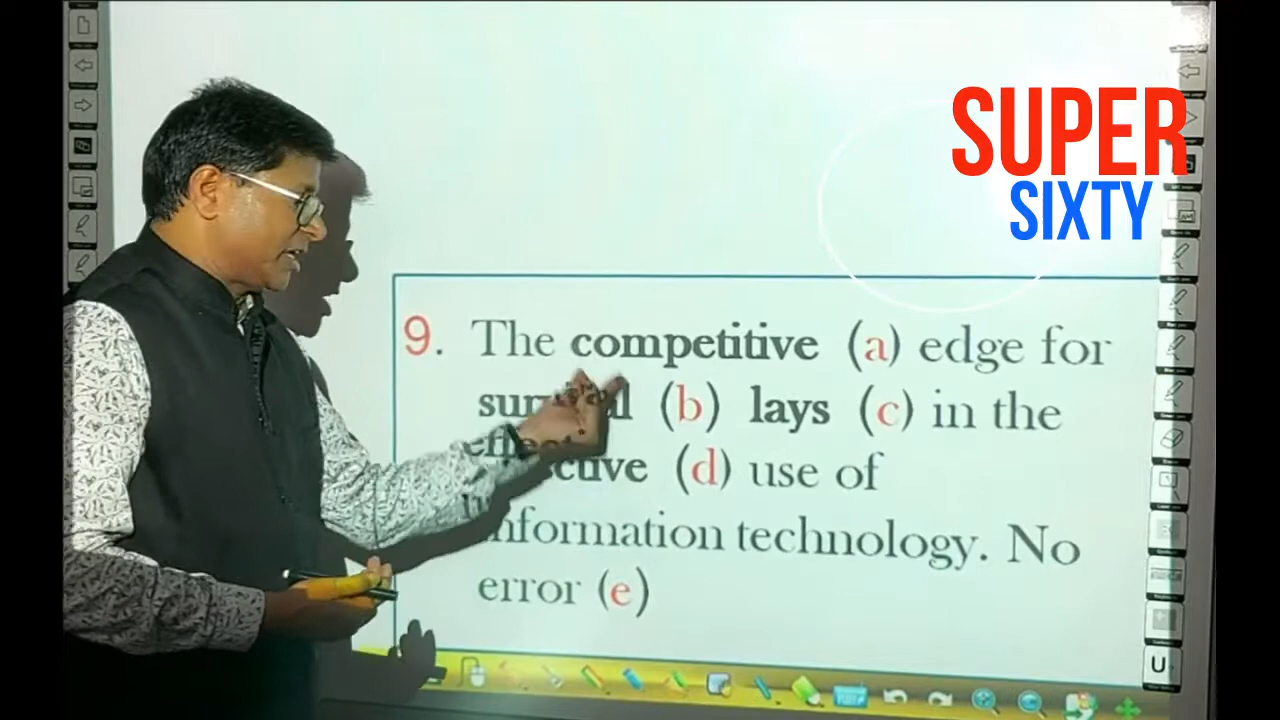 SUPER
SIXTY
9. The competitive (a) edge for
(b) lays (c) in the
(d) use of
information technology. No
error (e)
U